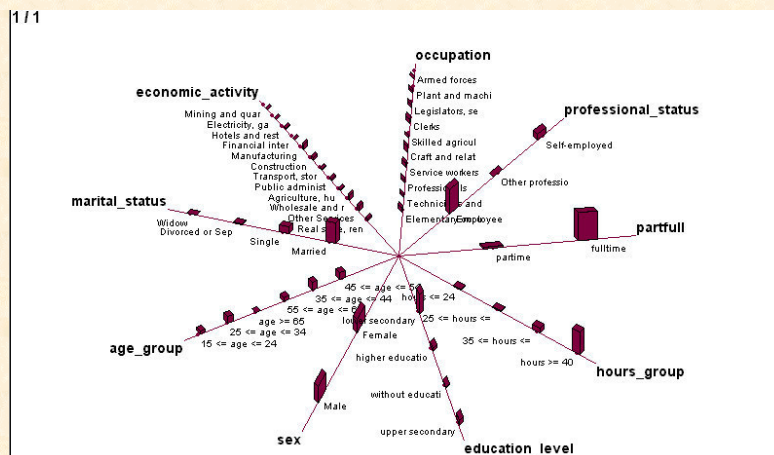 1 / 1
occupation
Armed forces
Plant and machi
Legislators, se
Clerks
Skilled agricul
Craft and relat
Service workers
Technic
and
Elementary
economic_activity
Mining and quar
Electricity, ga
Hotels and rest
Financial inter
Manufacturing
Construction
Transport, stor
Public administ
Agriculture, hu
Wholesale and r
Other Services
Real
ren
professional_status
Self-employed
Other professio
Employee
partfull
partime
fulltime
marital_status
Widow
Divorced or Sep
Single
Married
age_group
45 <= age <= 54
35 <= age <= 44
55 <= age <= 6
age >= 65
25 <= age <= 34
15 <= age <= 24
sex
Female
Male
education_level
lower secondary
higher educatio
without educati
upper secondary
hours_group
<= 24
25 <= hours <=
35 <= hours <=
hours >= 40